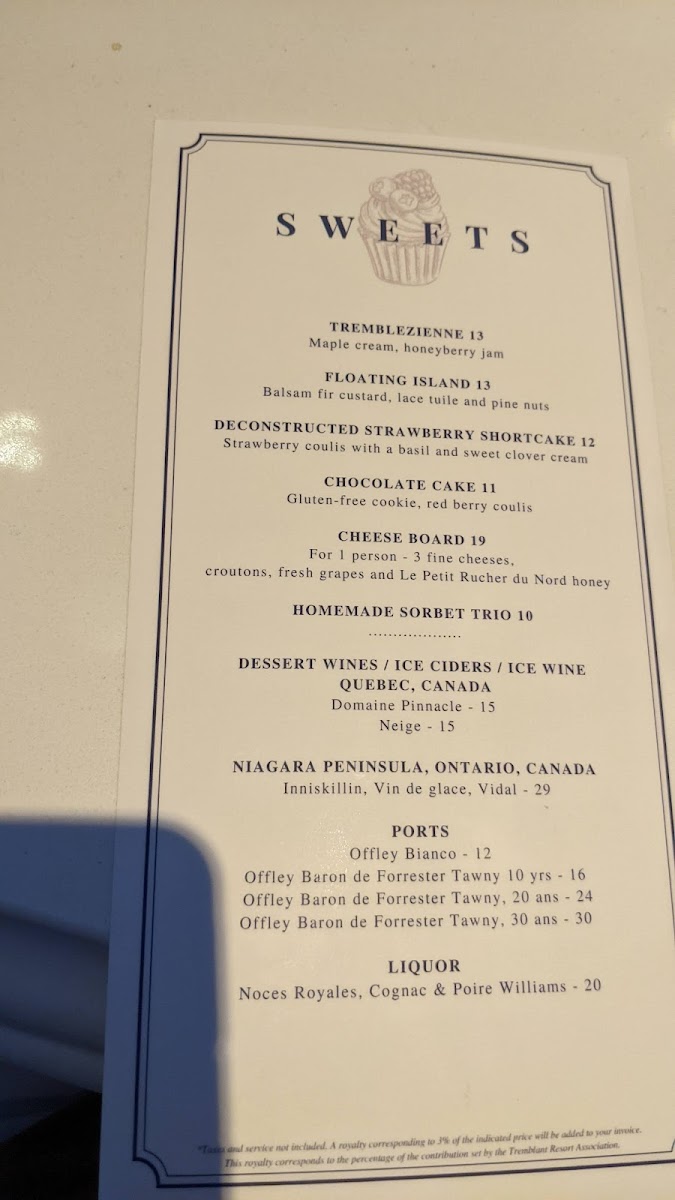 SWEETS
TREMBLEZIENNE 13
Maple cream, honeyberry jam
FLOATING ISLAND 13
Balsam fir custard, lace tuile and pine nuts
DECONSTRUCTED STRAWBERRY SHORTCAKE 12
Strawberry coulis with a basil and sweet clover cream
CHOCOLATE CAKE 11
Gluten-free cookie, red berry coulis
CHEESE BOARD 19
For 1 person - 3 fine cheeses,
croutons, fresh grapes and Le Petit Rucher du Nord honey
HOMEMADE SORBET TRIO 10
...................
DESSERT WINES / ICE CIDERS / ICE WINE
QUEBEC, CANADA
Domaine Pinnacle - 15
Neige - 15
NIAGARA PENINSULA, ONTARIO, CANADA
Inniskillin, Vin de glace, Vidal - 29
PORTS
Offley Bianco - 12
Offley Baron de Forrester Tawny 10 yrs - 16
Offley Baron de Forrester Tawny, 20 ans - 24
Offley Baron de Forrester Tawny, 30 ans - 30
LIQUOR
Noces Royales, Cognac & Poire Williams - 20
*Taxes and service not included. A royalty corresponding to 3% of the indicated price will be added to your invoice.
This royalty corresponds to the percentage of the contribution set by the Tremblant Resort Association.